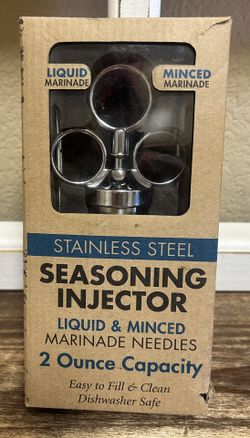 LIQUID
MARINADE
MINCED
MARINADE
STAINLESS STEEL
SEASONING
INJECTOR
LIQUID & MINCED
MARINADE NEEDLES
2 Ounce Capacity
Easy to Fill & Clean
Dishwasher Safe